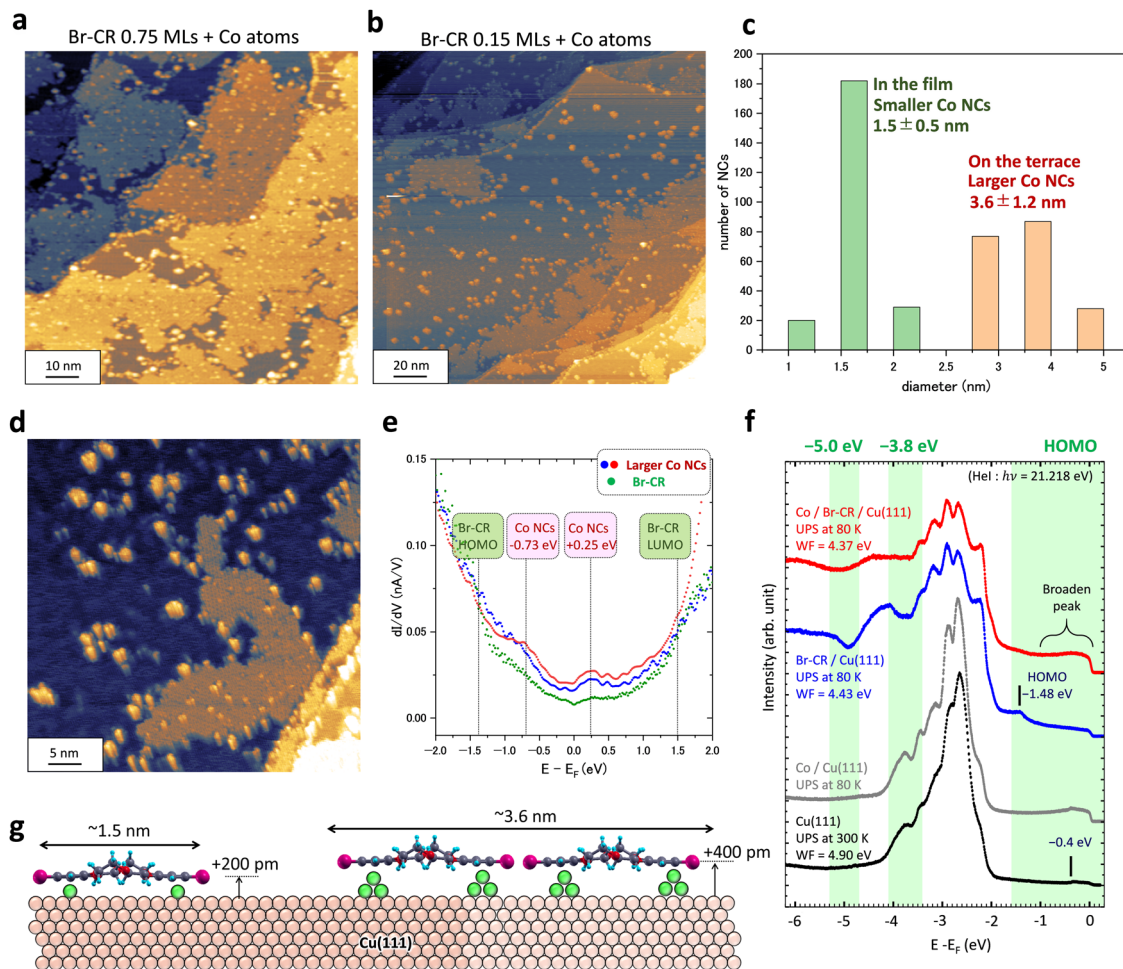 a
Br-CR 0.75 MLs + Co atoms
10 nm
b
Br-CR 0.15 MLs + Co atoms
20 nm
c
200
180
160
140
120
100
80
60
40
20
0
number of NCs
In the film
Smaller Co NCs
1.5 ± 0.5 nm
On the terrace
Larger Co NCs
3.6 ± 1.2 nm
1 1.5 2 3 4 5
diameter (nm)
d
5 nm
e
0.15
0.10
0.05
0.00
dI/dV (nA/V)
Larger Co NCs
Br-CR
Br-CR
HOMO
Co NCs
-0.73 eV
Co NCs
+0.25 eV
Br-CR
LUMO
−2.0 −1.5 −1.0 −0.5 0.0 0.5 1.0 1.5 2.0
E − EF (eV)
f
−5.0 eV −3.8 eV HOMO
(HeI : hν = 21.218 eV)
Co / Br-CR / Cu(111)
UPS at 80 K
WF = 4.37 eV
Broaden
peak
Br-CR / Cu(111)
UPS at 80 K
WF = 4.43 eV
HOMO
−1.48 eV
Co / Cu(111)
UPS at 80 K
Cu(111)
UPS at 300 K
WF = 4.90 eV
−0.4 eV
Intensity (arb. unit)
-6 -5 -4 -3 -2 -1 0
E -EF (eV)
g
~1.5 nm
~3.6 nm
+200 pm
+400 pm
Cu(111)